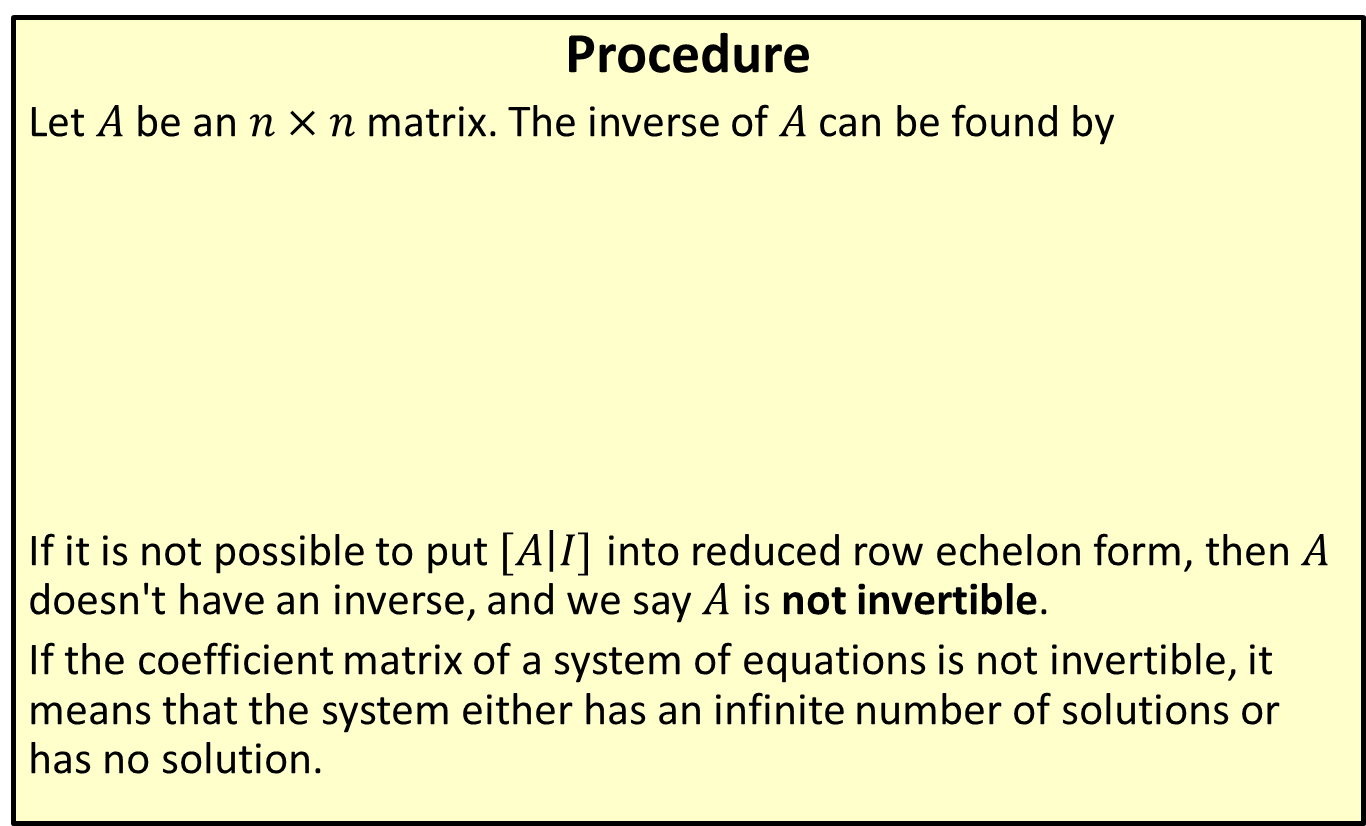 Procedure
Let A be an n × n matrix. The inverse of A can be found by
If it is not possible to put [A|I] into reduced row echelon form, then A
doesn't have an inverse, and we say A is not invertible.
If the coefficient matrix of a system of equations is not invertible, it
means that the system either has an infinite number of solutions or
has no solution.